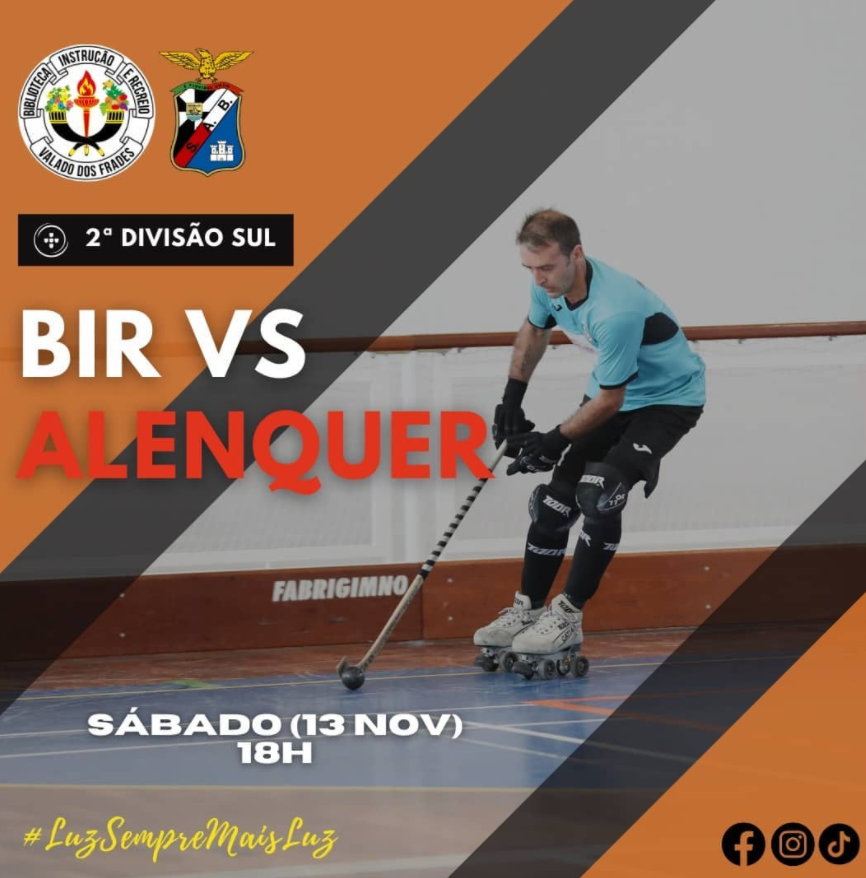 BIBLIOTECA INSTRUÇÃO E RECREIO
VALADO DOS FRADES
S. A. B.
2ª DIVISÃO SUL
BIR VS
ALENQUER
FABRIGIMNO
SÁBADO (13 NOV)
18H
#LuzSempreMaisLuz